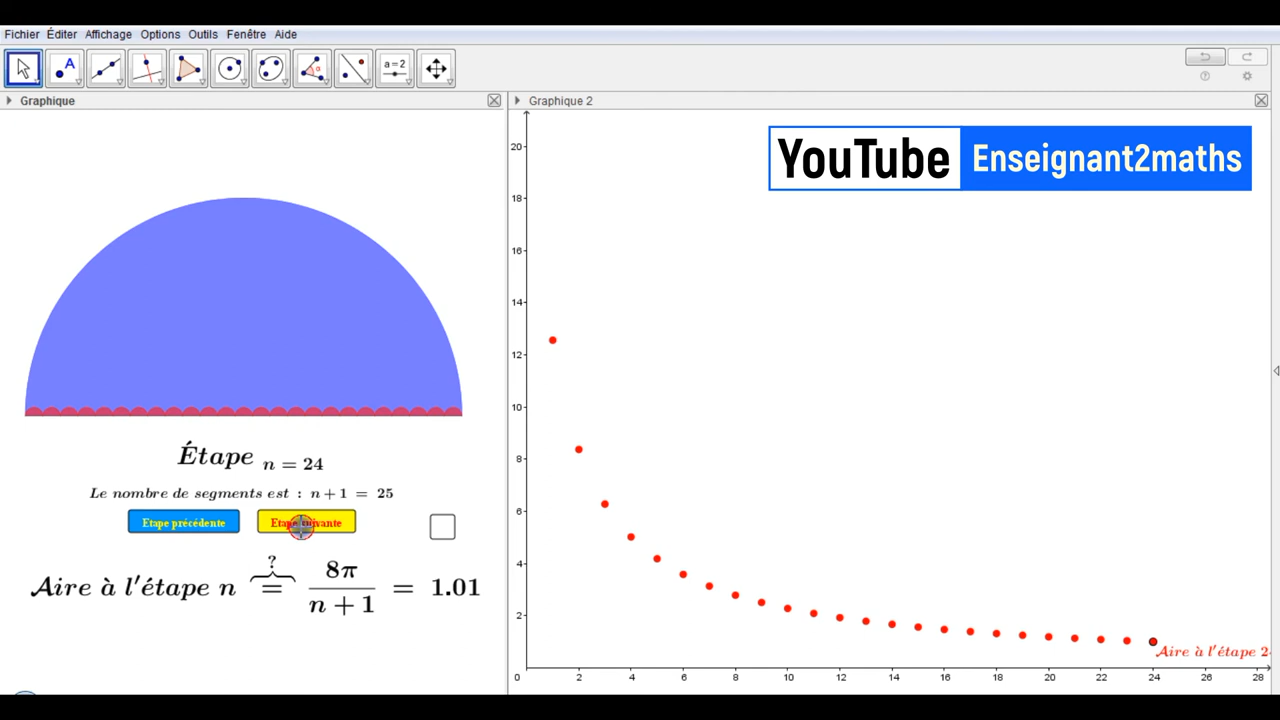 Fichier Éditer Affichage Options Outils Fenêtre Aide
a=2
Graphique
Graphique 2
YouTube Enseignant2maths
20
18
16
14
12
10
8
6
4
2
0 2 4 6 8 10 12 14 16 18 20 22 24 26 28
Aire à l'étape 2
Étape n = 24
Le nombre de segments est : n+1 = 25
Etape précédente
Etape suivante
?
Aire à l'étape n = 8π / n+1 = 1.01